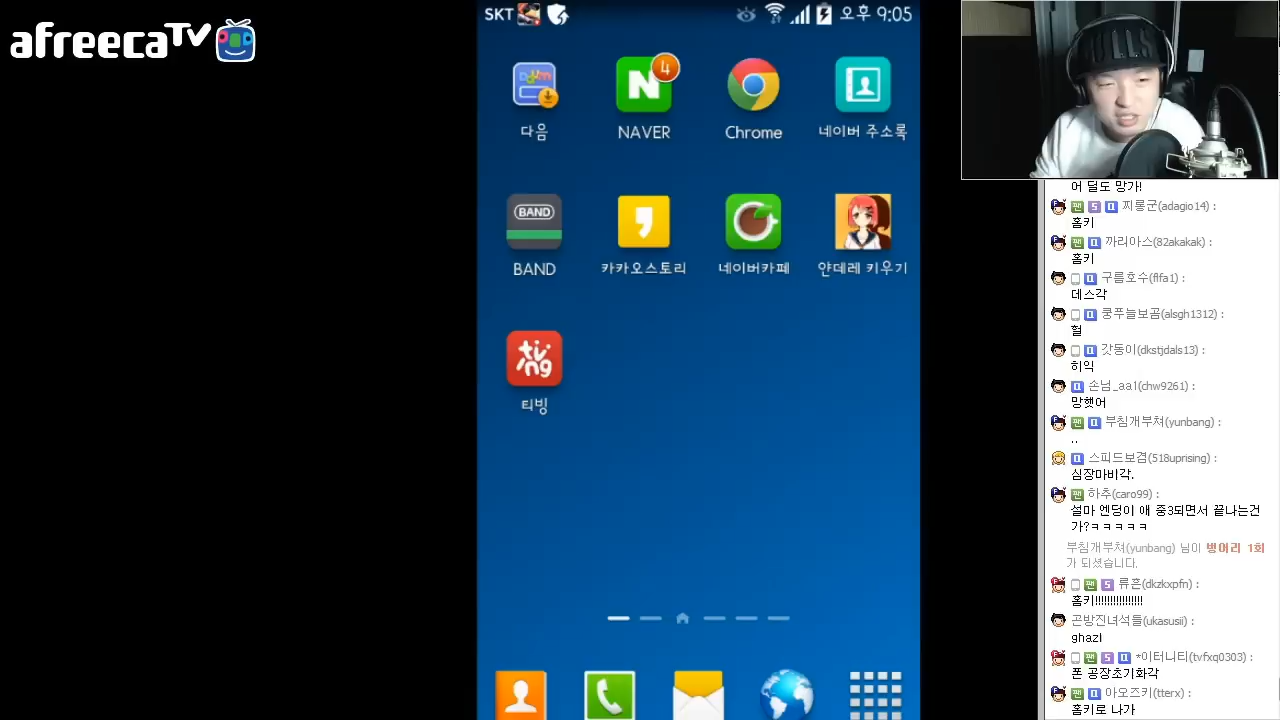 afreecaTV
SKT
오후 9:05
4
다음
NAVER
Chrome
네이버 주소록
BAND
BAND
카카오스토리
네이버카페
얀데레 키우기
tving
티빙
어 덜도 망가!
찌롱군(adagio14) :
홈키
까리아스(82akakak) :
홈키
구름호수(flfa1) :
데스각
쿵푸늘보곰(alsgh1312) :
헐
갓동이(dkstjdals13) :
히익
손님_aa!(chw9261) :
망햇어
부침개부쳐(yunbang) :
..
스피드보겸(518uprising) :
심장마비각.
하추(caro99) :
설마 엔딩이 얘 중3되면서 끝나는건
가?ㅋㅋㅋㅋㅋ
부침개부쳐(yunbang) 님이 벙어리 1회
가 되셨습니다.
류흔(dkzkxpfn) :
홈키!!!!!!!!!!!!!!!!
곤방진녀석들(ukasusii) :
ghazl
*이터니티(tvfxq0303) :
폰 공장초기화각
아오즈키(tterx) :
홈키로 나가